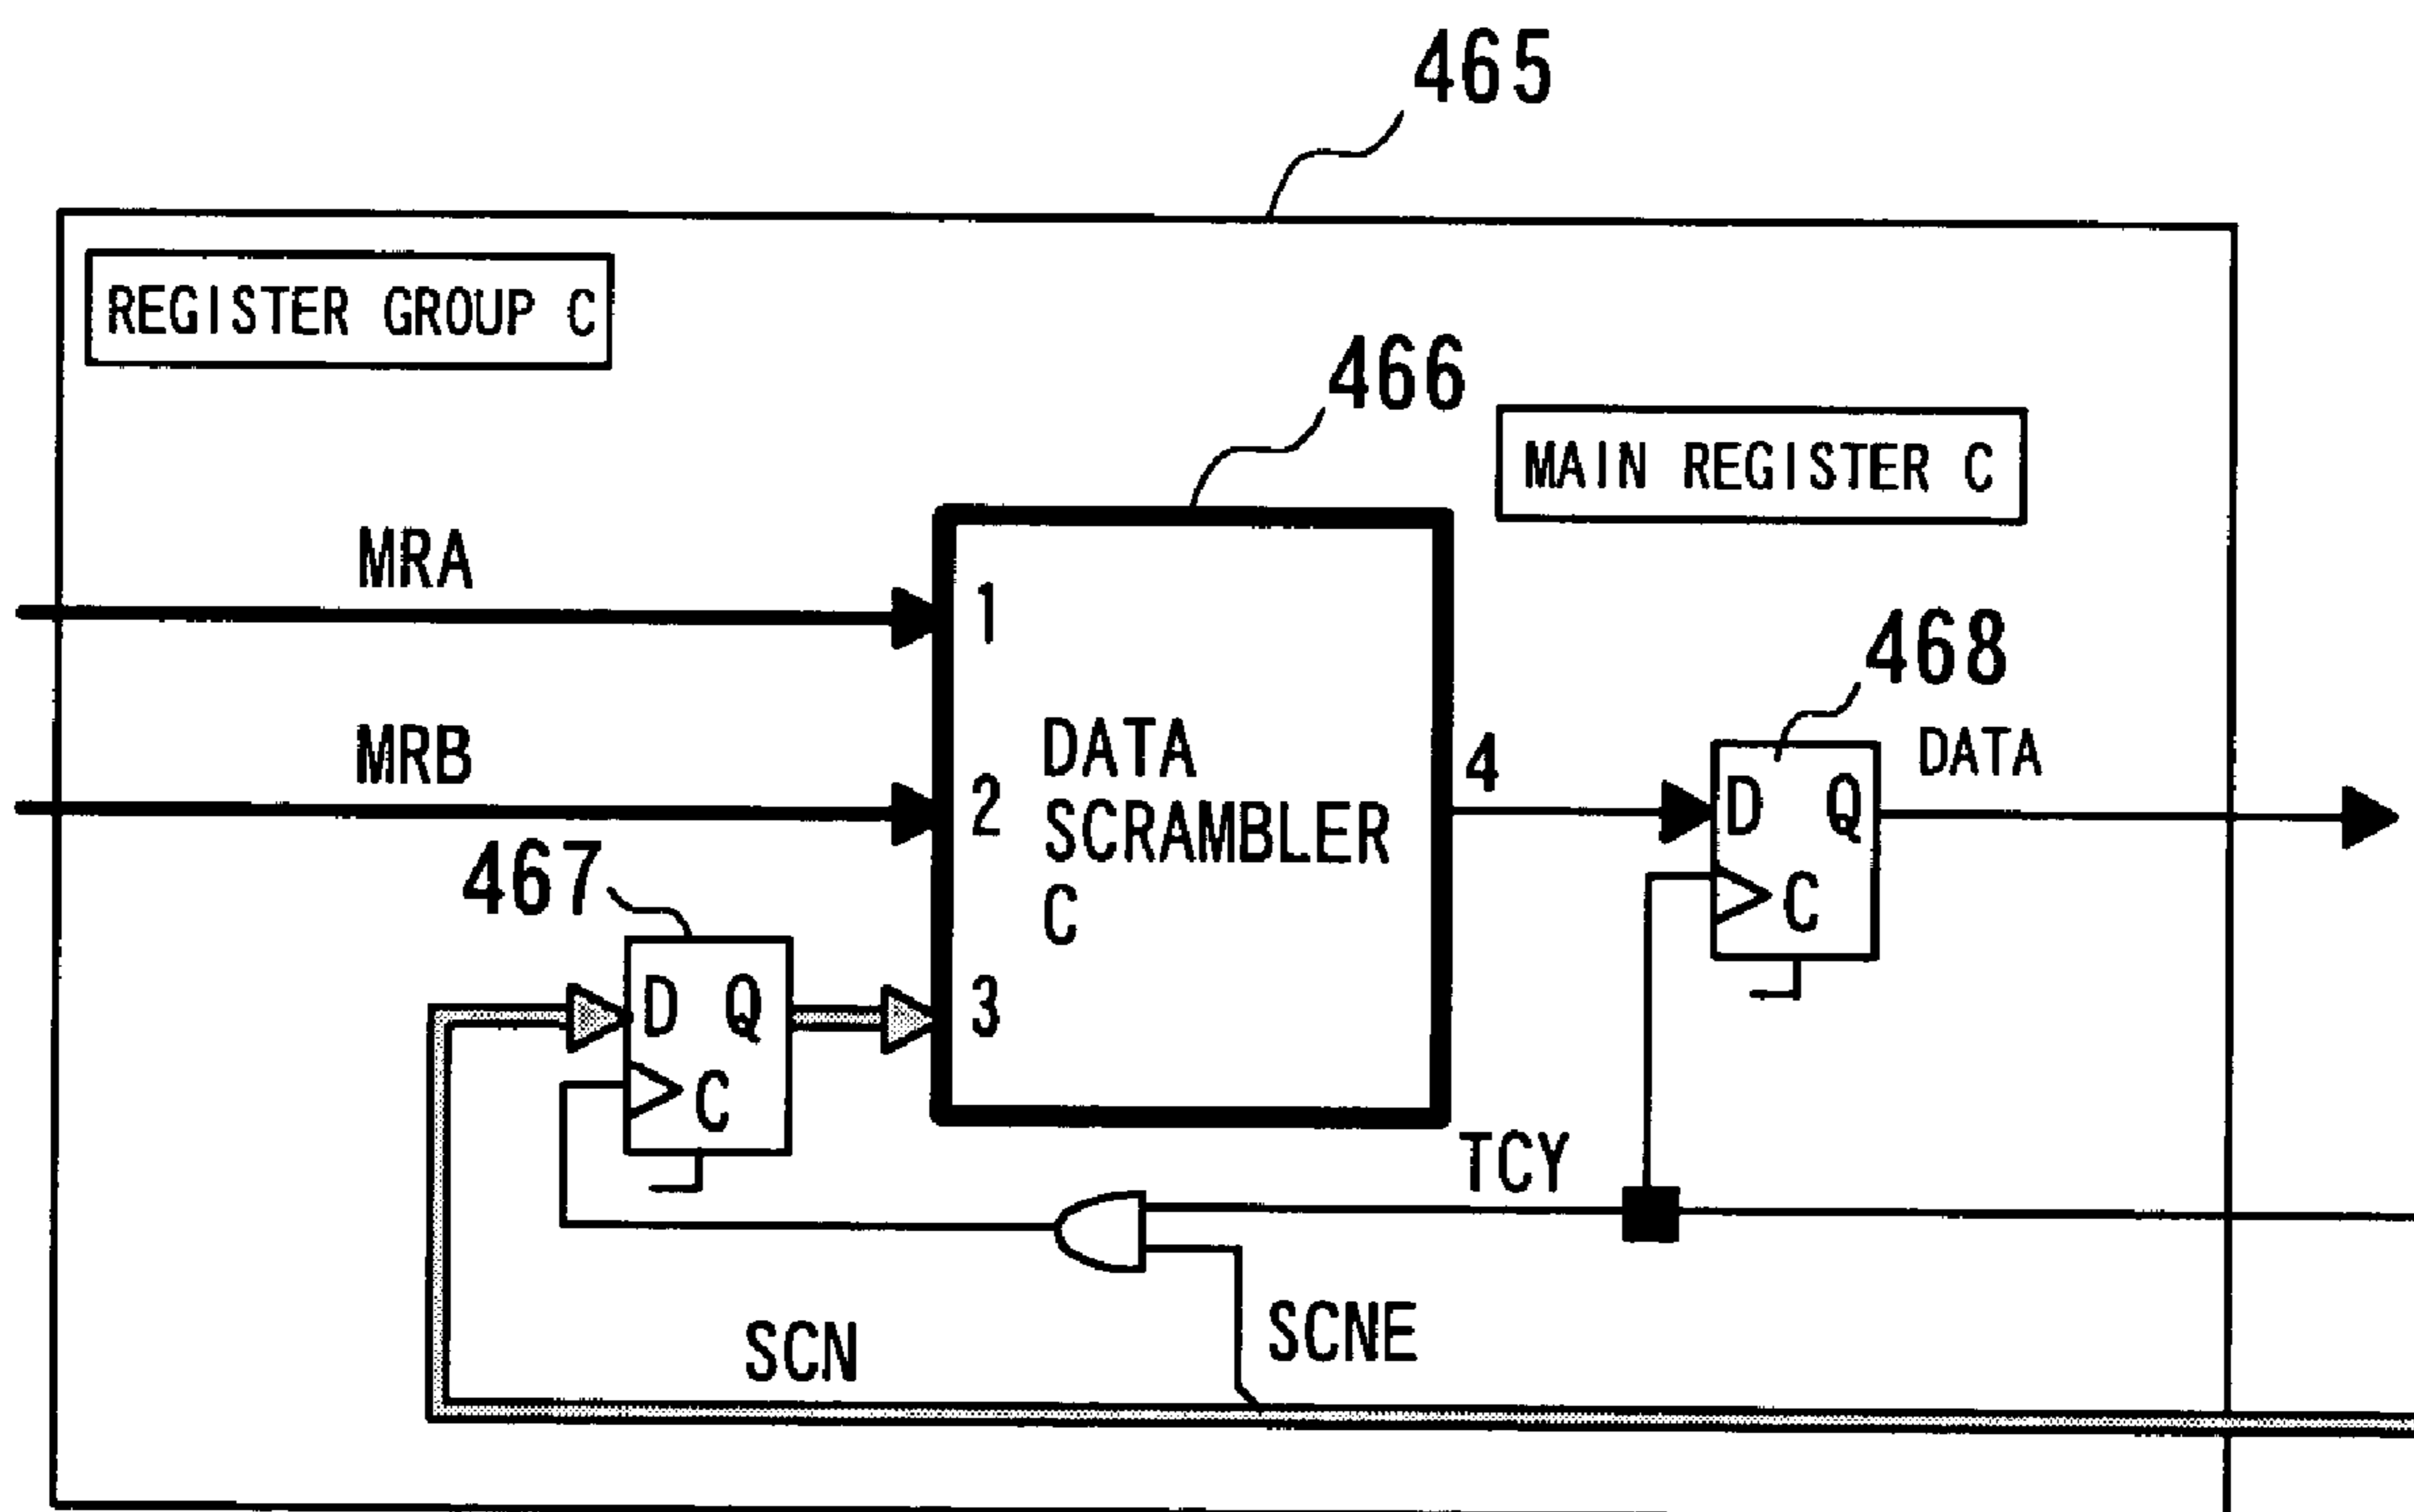 465
REGISTER GROUP C
466
MAIN REGISTER C
MRA
1
468
MRB
2
DATA
SCRAMBLER
C
4
DATA
D Q
C
467
D Q
C
3
TCY
SCN
SCNE